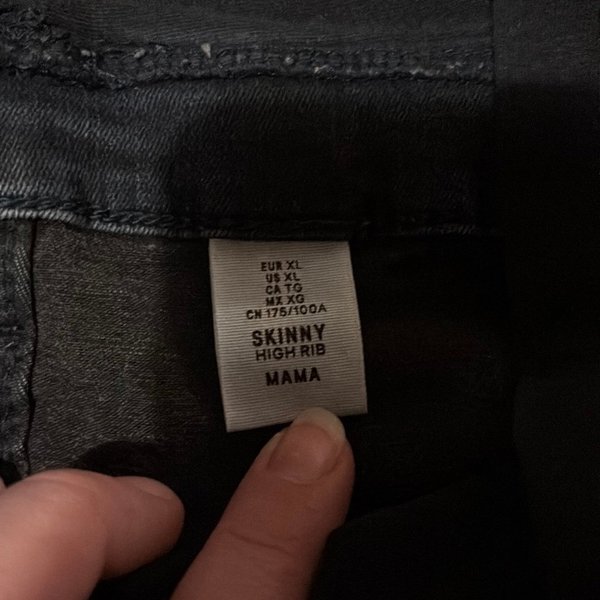 EUR XL
US XL
CA TG
MX XG
CN 175/100A
SKINNY
HIGH RIB
MAMA